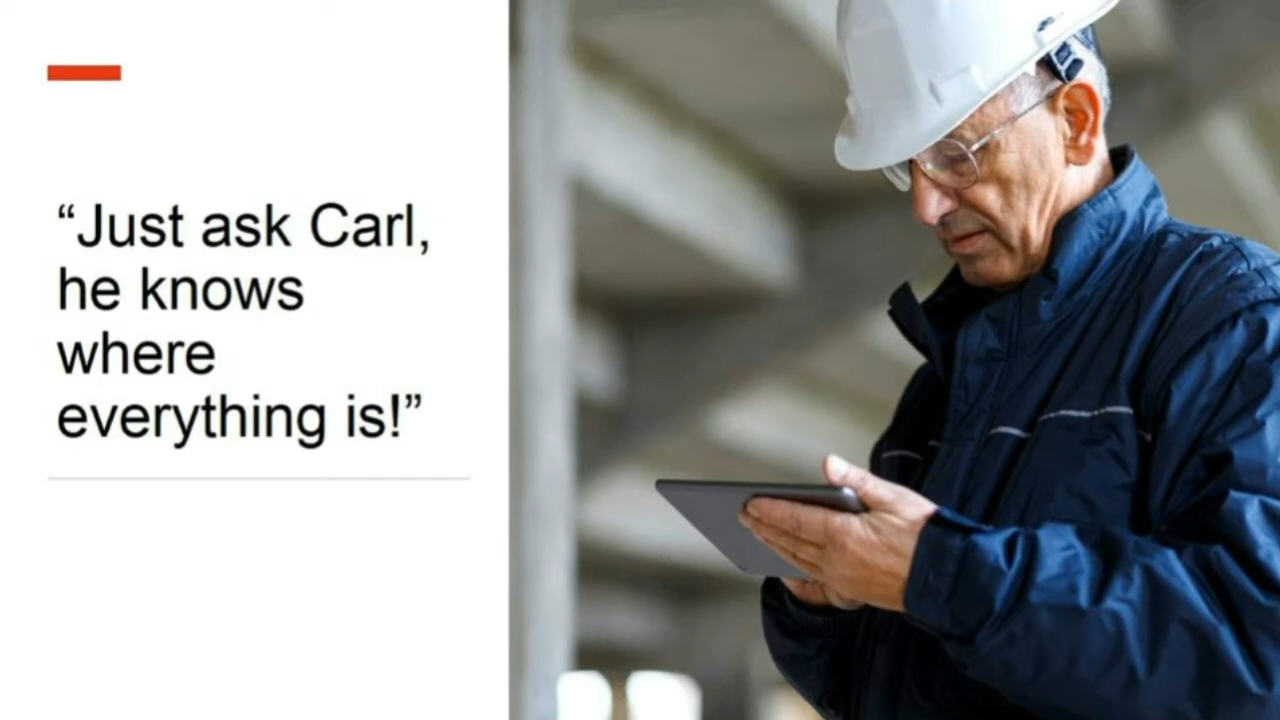 “Just ask Carl,
he knows
where
everything is!”